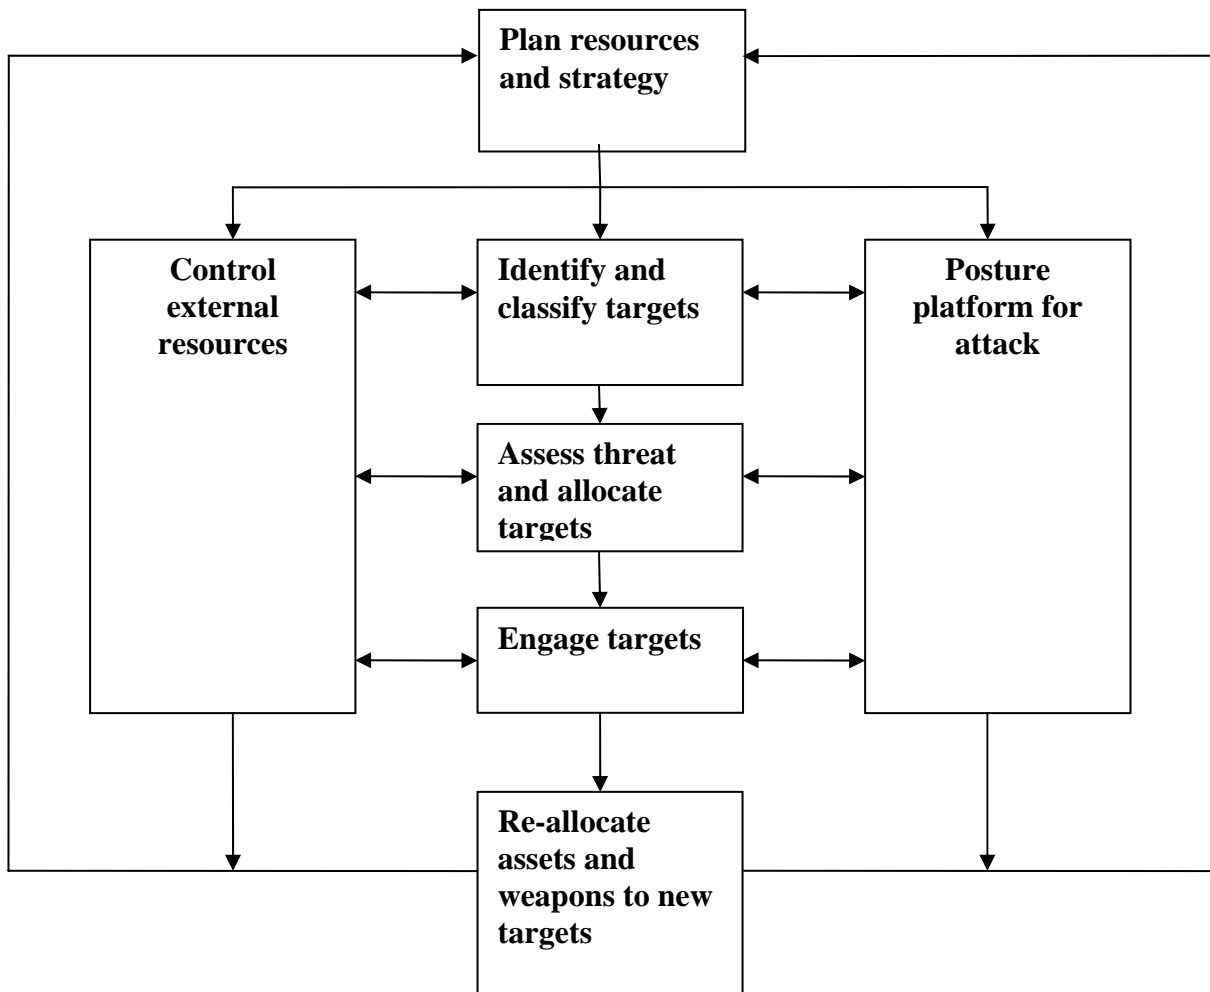 Plan resources
and strategy
Control
external
resources
Identify and
classify targets
Posture
platform for
attack
Assess threat
and allocate
targets
Engage targets
Re-allocate
assets and
weapons to new
targets